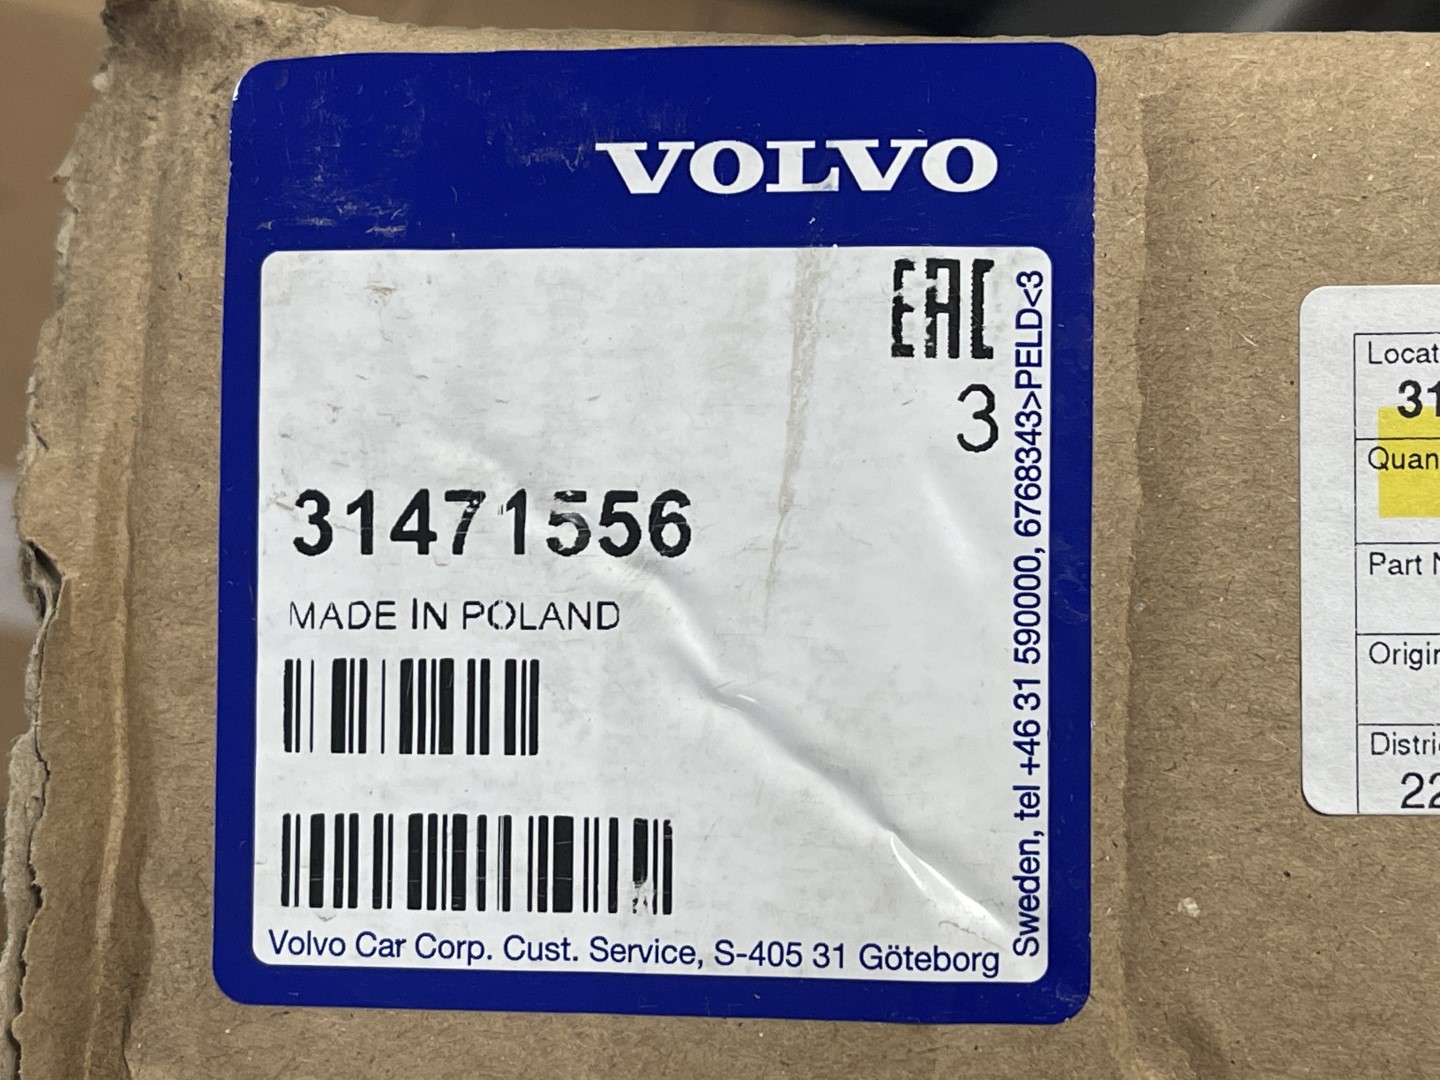 VOLVO
EAC
3
31471556
MADE IN POLAND
Volvo Car Corp. Cust. Service, S-405 31 Göteborg
Sweden, tel +46 31 590000, 6768343>PELD<3
Locat
31
Quan
Part N
Origin
Distri
22